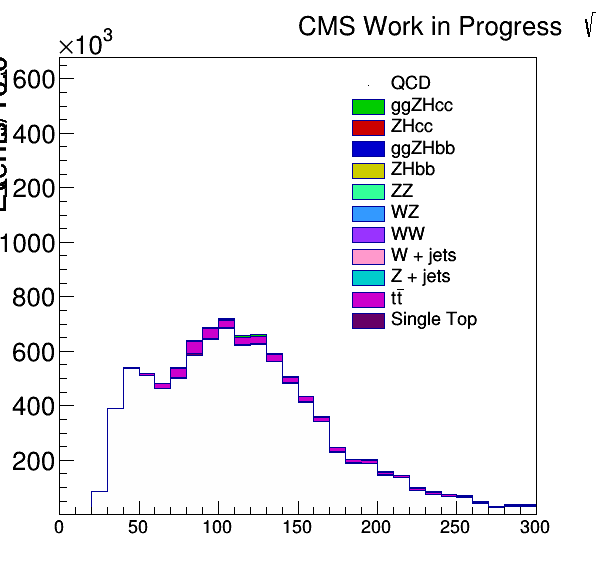 CMS Work in Progress √
×10³
600
400
200
1000
800
600
400
200
0 50 100 150 200 250 300
QCD
ggZHcc
ZHcc
ggZHbb
ZHbb
ZZ
WZ
WW
W + jets
Z + jets
tt̄
Single Top